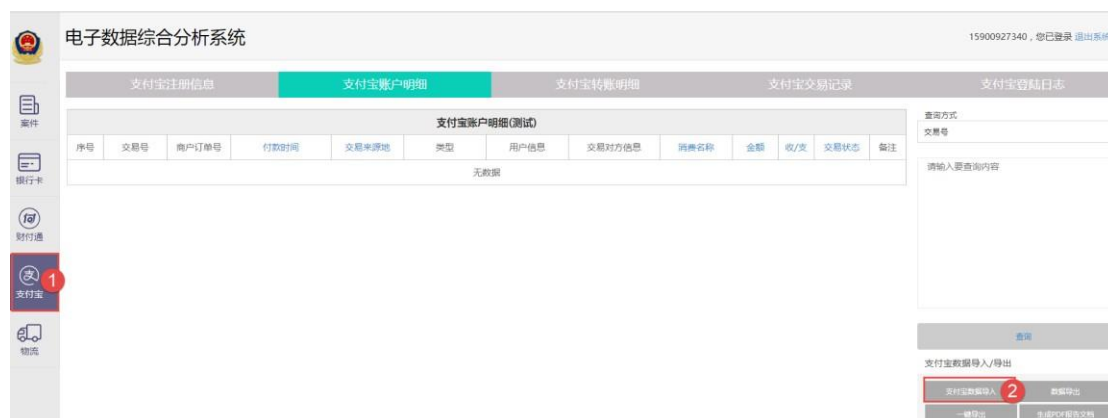 电子数据综合分析系统
15900927340，您已登录 退出系统
支付宝注册信息 支付宝账户明细 支付宝转账明细 支付宝交易记录 支付宝登陆日志
案件
银行卡
财付通
支付宝
1
物流
支付宝账户明细(测试)
序号 交易号 商户订单号 付款时间 交易来源地 类型 用户信息 交易对方信息 消费名称 金额 收/支 交易状态 备注
无数据
查询方式
交易号
请输入要查询内容
查询
支付宝数据导入/导出
支付宝数据导入 2 数据导出
一键导出 生成PDF报告文档